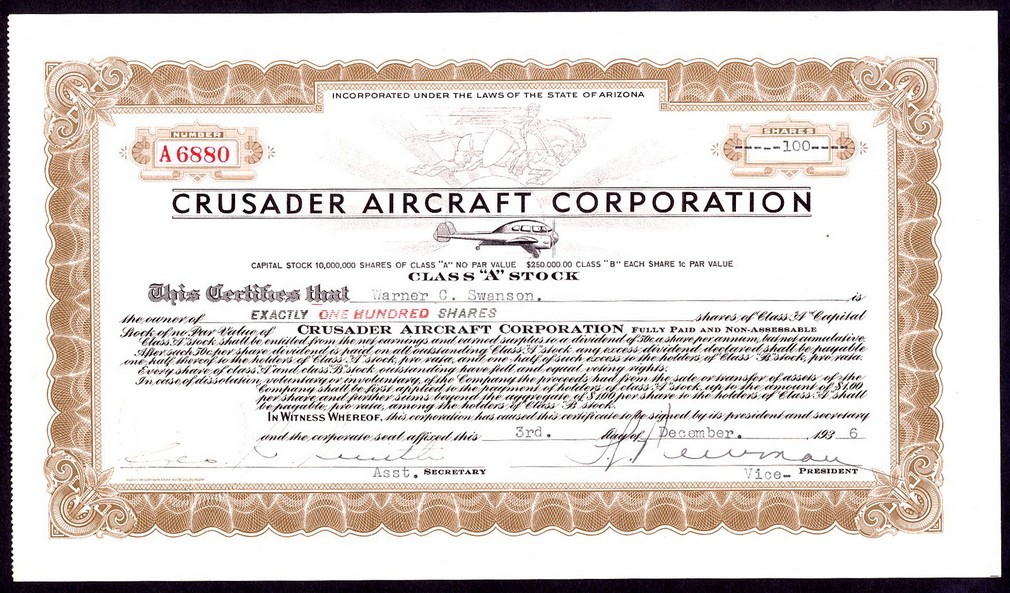 INCORPORATED UNDER THE LAWS OF THE STATE OF ARIZONA
NUMBER
A6880
SHARES
-----100----
CRUSADER AIRCRAFT CORPORATION
CAPITAL STOCK 10,000,000 SHARES OF CLASS "A" NO PAR VALUE $250,000.00 CLASS "B" EACH SHARE 1c PAR VALUE
CLASS "A" STOCK
This Certifies that Warner C. Swanson. is
the owner of EXACTLY ONE HUNDRED SHARES shares of Class "A" Capital
Stock of no Par Value of CRUSADER AIRCRAFT CORPORATION FULLY PAID AND NON-ASSESSABLE
Class "A" stock shall be entitled from the net earnings and earned surplus to a dividend of 70c a share per annum, but not cumulative.
After such 70c per share dividend is paid on all outstanding Class "A" stock any excess dividend declared shall be payable
one half thereof to the holders of Class "A" stock, pro rata, and one half of such excess to holders of Class "B" stock, pro rata.
Every share of class "A" and class "B" stock outstanding have full and equal voting rights.
In case of dissolution, voluntary or involuntary, of the Company the proceeds had from the sale or transfer of assets of the
Company shall be first applied to the payment of holders of class "A" stock, up to the amount of $1.00
per share and further sums beyond the aggregate of $1.00 per share to the holders of Class "A" shall
be payable, pro rata, among the holders of Class "B" stock.
IN WITNESS WHEREOF, this corporation has caused this certificate to be signed by its president and secretary
and the corporate seal affixed this 3rd. day of December. 1936
Asst. SECRETARY
Vice- PRESIDENT